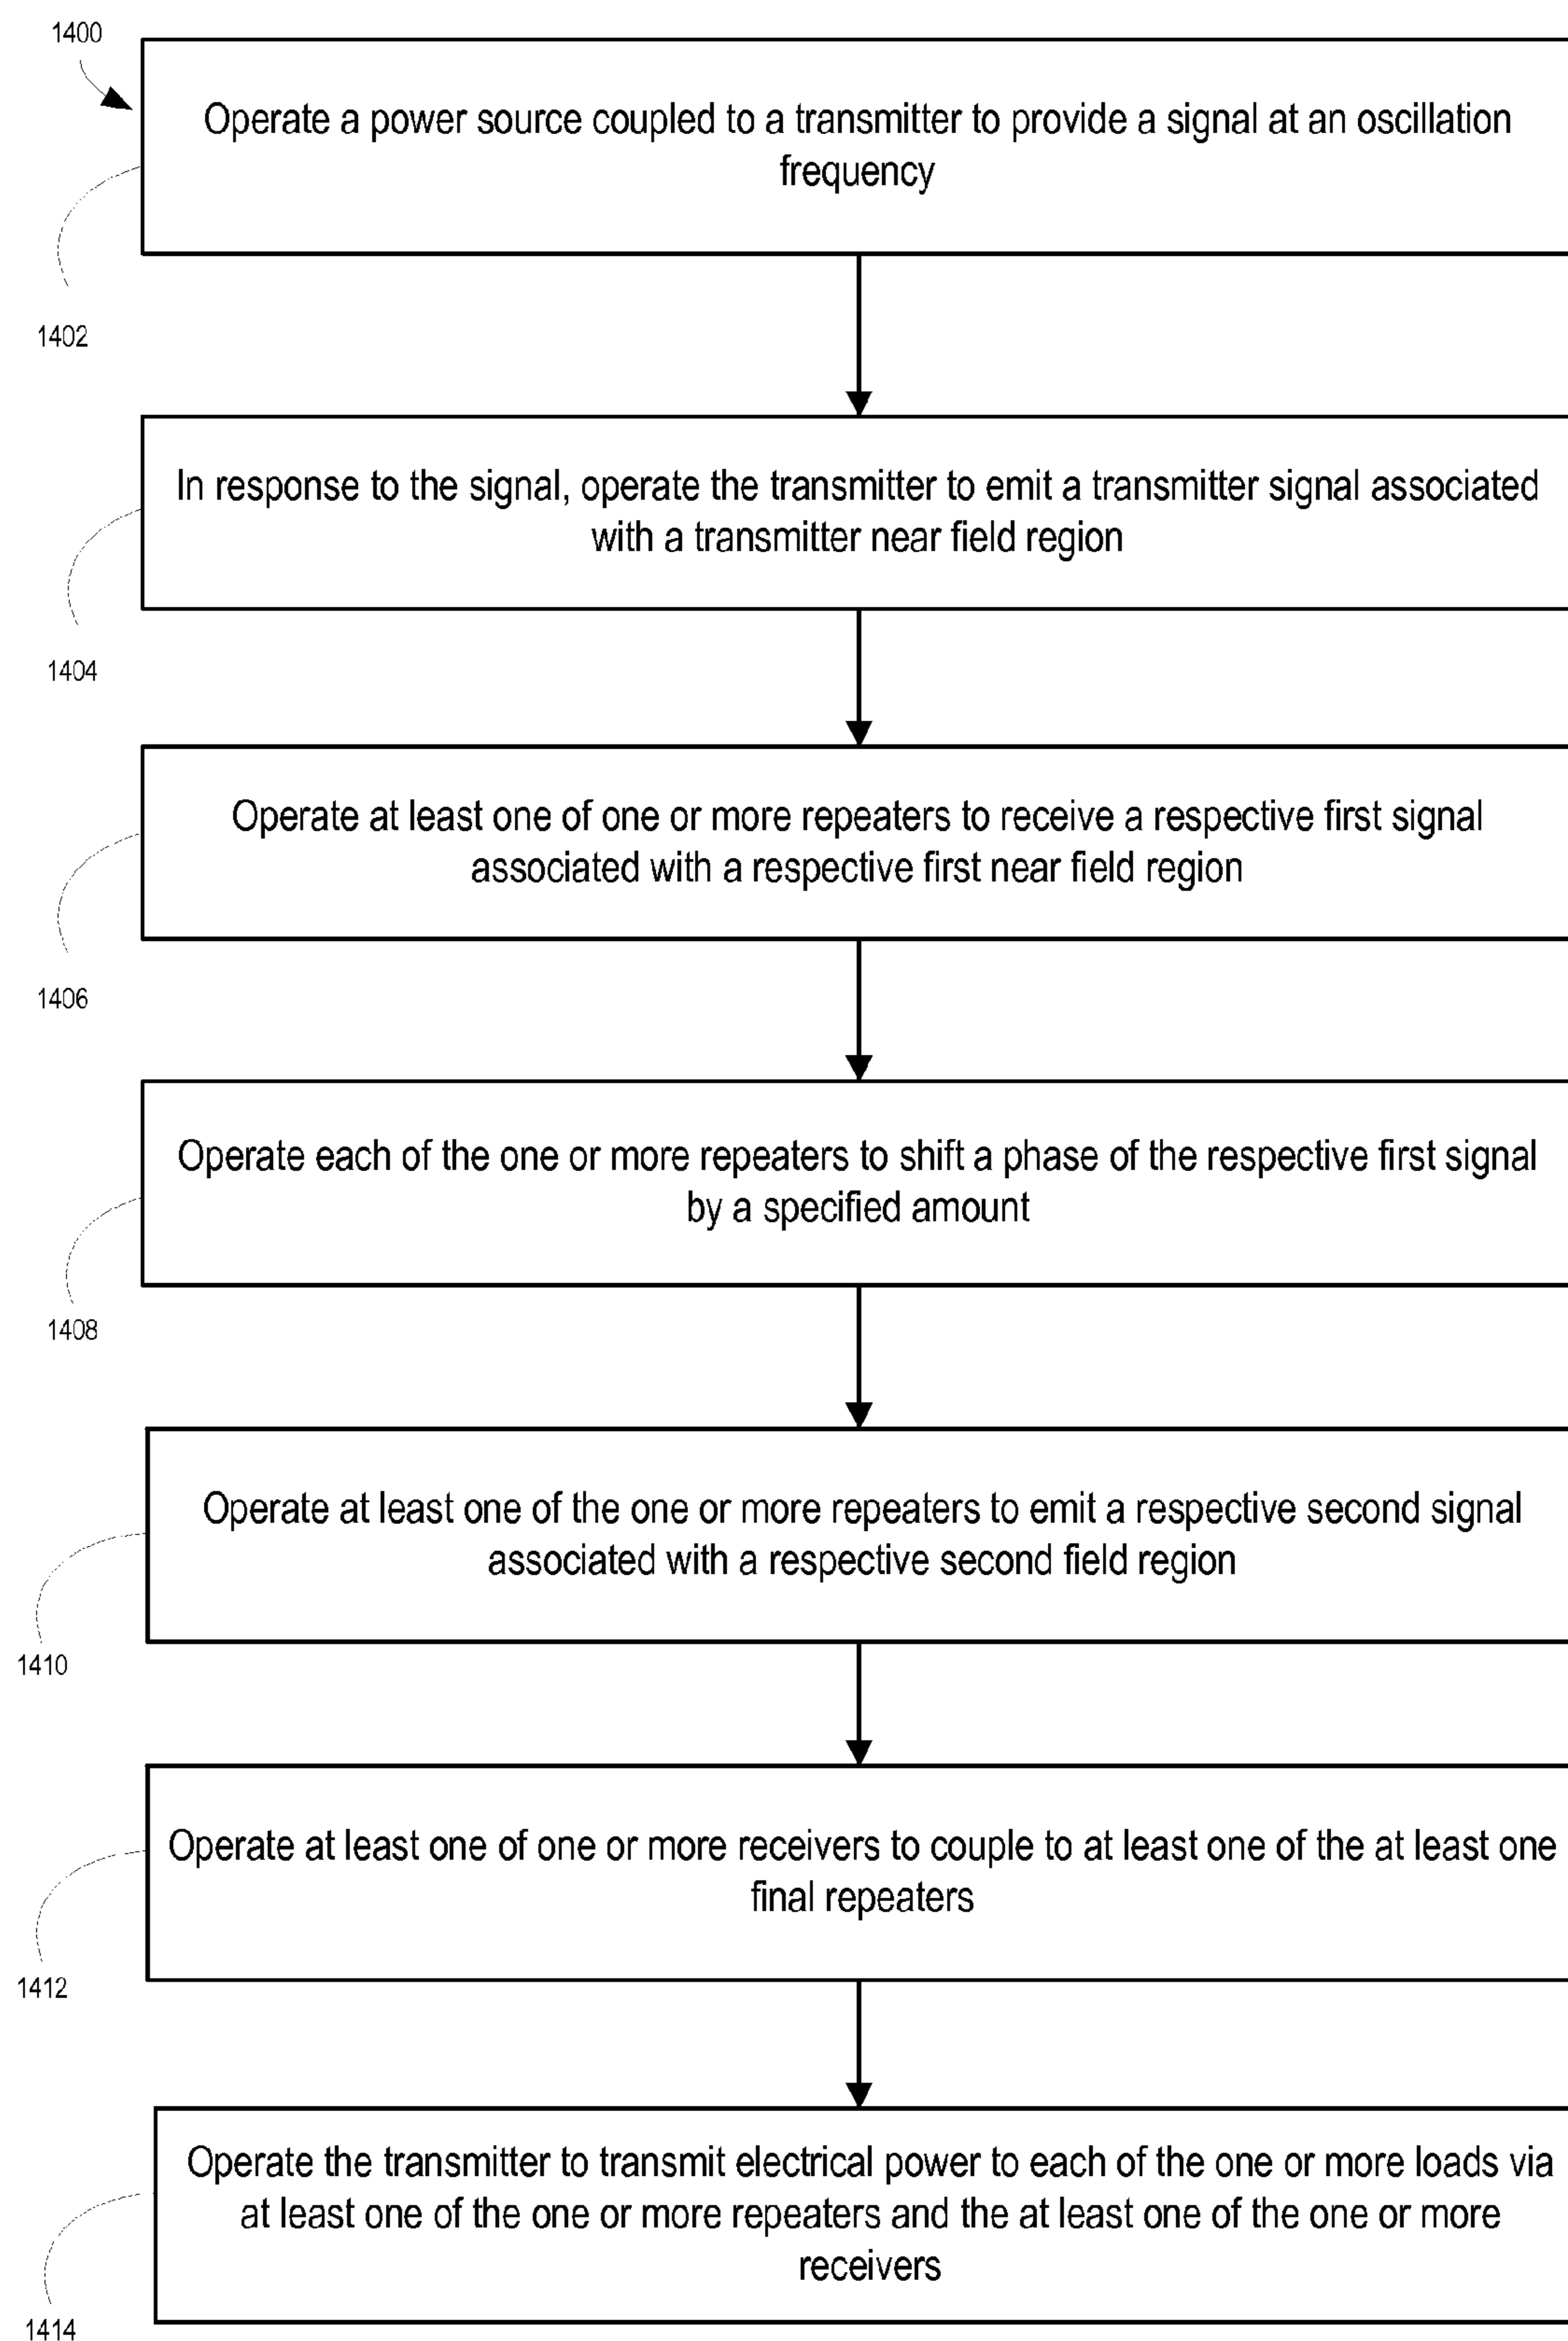 1400
Operate a power source coupled to a transmitter to provide a signal at an oscillation
frequency
1402
In response to the signal, operate the transmitter to emit a transmitter signal associated
with a transmitter near field region
1404
Operate at least one of one or more repeaters to receive a respective first signal
associated with a respective first near field region
1406
Operate each of the one or more repeaters to shift a phase of the respective first signal
by a specified amount
1408
Operate at least one of the one or more repeaters to emit a respective second signal
associated with a respective second field region
1410
Operate at least one of one or more receivers to couple to at least one of the at least one
final repeaters
1412
Operate the transmitter to transmit electrical power to each of the one or more loads via
at least one of the one or more repeaters and the at least one of the one or more
receivers
1414